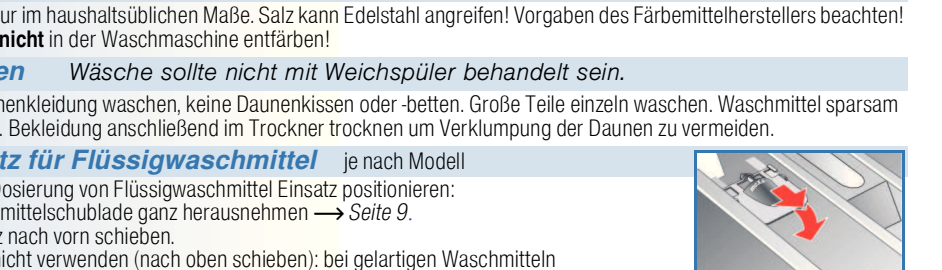 ur im haushaltsüblichen Maße. Salz kann Edelstahl angreifen! Vorgaben des Färbemittelherstellers beachten!
nicht in der Waschmaschine entfärben!
en Wäsche sollte nicht mit Weichspüler behandelt sein.
nenkleidung waschen, keine Daunenkissen oder -betten. Große Teile einzeln waschen. Waschmittel sparsam
. Bekleidung anschließend im Trockner trocknen um Verklumpung der Daunen zu vermeiden.
tz für Flüssigwaschmittel je nach Modell
Dosierung von Flüssigwaschmittel Einsatz positionieren:
mittelschublade ganz herausnehmen ⟶ Seite 9.
z nach vorn schieben.
nicht verwenden (nach oben schieben): bei gelartigen Waschmitteln